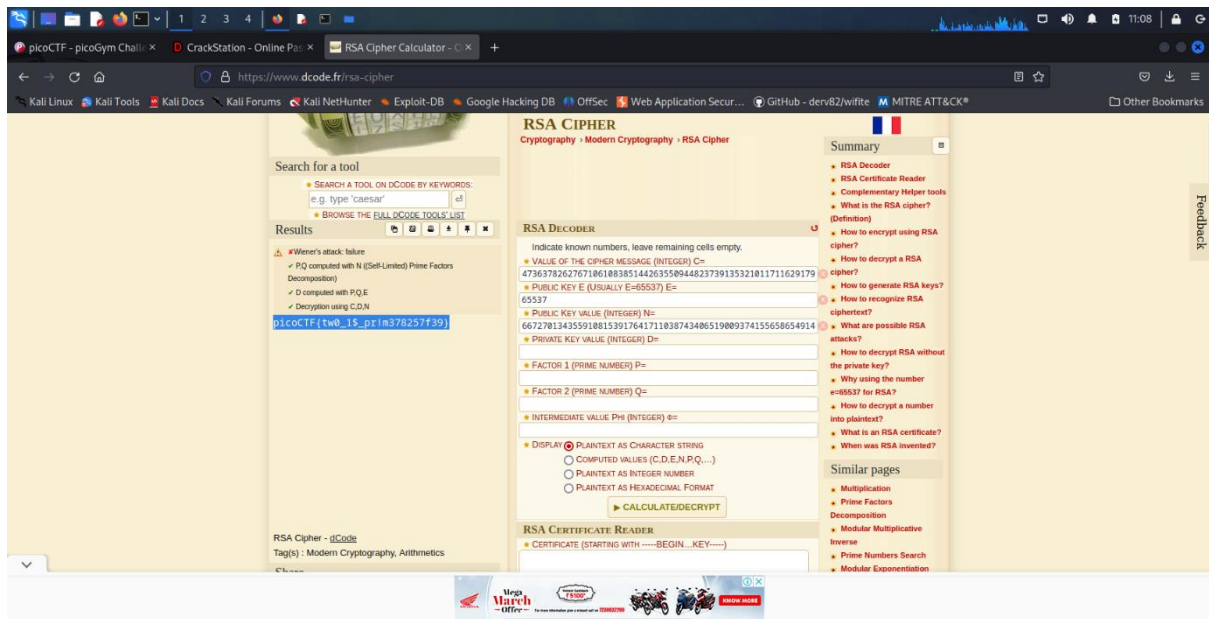 1 2 3 4
11:08
picoCTF - picoGym Challe
CrackStation - Online Pas
RSA Cipher Calculator - O
https://www.dcode.fr/rsa-cipher
Kali Linux Kali Tools Kali Docs Kali Forums Kali NetHunter Exploit-DB Google Hacking DB OffSec Web Application Secur... GitHub - derv82/wifite MITRE ATT&CK® Other Bookmarks
Search for a tool
SEARCH A TOOL ON DCODE BY KEYWORDS:
e.g. type 'caesar'
BROWSE THE FULL DCODE TOOLS' LIST
Results
Wiener's attack: failure
P,Q computed with N ((Self-Limited) Prime Factors
Decomposition)
D computed with P,Q,E
Decryption using C,D,N
picoCTF{tw0_1$_pr!m378257f39}
RSA Cipher - dCode
Tag(s) : Modern Cryptography, Arithmetics
Share
RSA CIPHER
Cryptography › Modern Cryptography › RSA Cipher
RSA DECODER
Indicate known numbers, leave remaining cells empty.
VALUE OF THE CIPHER MESSAGE (INTEGER) C=
47363782626767106108385144263550944823739135321011711629179
PUBLIC KEY E (USUALLY E=65537) E=
65537
PUBLIC KEY VALUE (INTEGER) N=
6672701343559108153917641711038743406519009374155658654914
PRIVATE KEY VALUE (INTEGER) D=
FACTOR 1 (PRIME NUMBER) P=
FACTOR 2 (PRIME NUMBER) Q=
INTERMEDIATE VALUE PHI (INTEGER) Φ=
DISPLAY PLAINTEXT AS CHARACTER STRING
COMPUTED VALUES (C,D,E,N,P,Q,...)
PLAINTEXT AS INTEGER NUMBER
PLAINTEXT AS HEXADECIMAL FORMAT
► CALCULATE/DECRYPT
RSA CERTIFICATE READER
CERTIFICATE (STARTING WITH -----BEGIN...KEY-----)
Summary
RSA Decoder
RSA Certificate Reader
Complementary Helper tools
What is the RSA cipher?
(Definition)
How to encrypt using RSA
cipher?
How to decrypt a RSA
cipher?
How to generate RSA keys?
How to recognize RSA
ciphertext?
What are possible RSA
attacks?
How to decrypt RSA without
the private key?
Why using the number
e=65537 for RSA?
How to decrypt a number
into plaintext?
What is an RSA certificate?
When was RSA invented?
Similar pages
Multiplication
Prime Factors
Decomposition
Modular Multiplicative
Inverse
Prime Numbers Search
Modular Exponentiation
Feedback
Mega
March
Offer
₹5100*
KNOW MORE